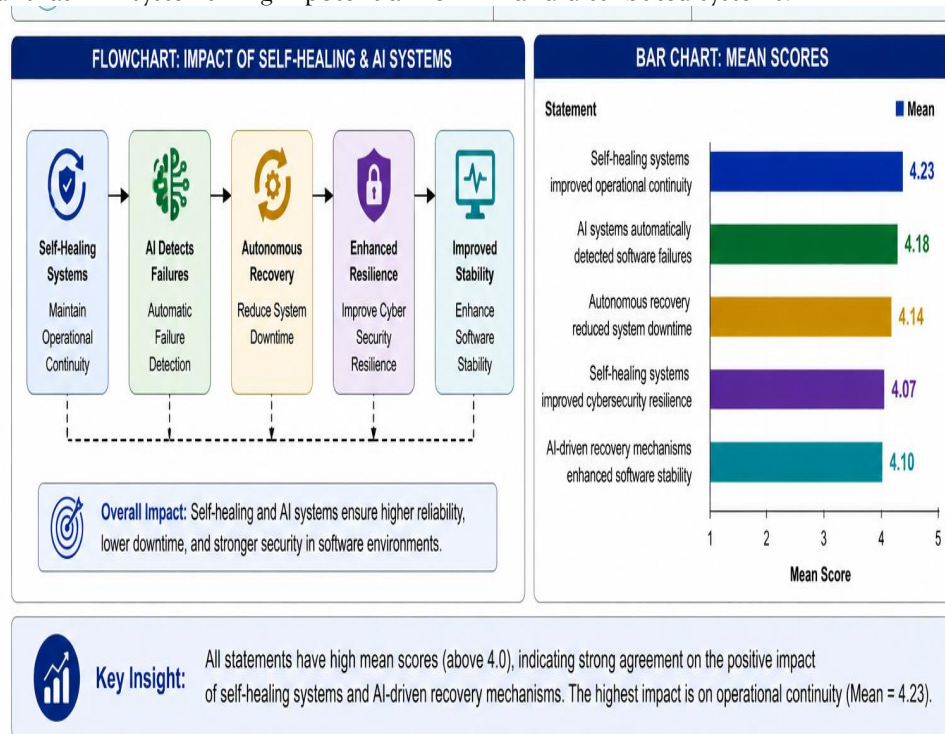 FLOWCHART: IMPACT OF SELF-HEALING & AI SYSTEMS
Self-Healing
Systems
Maintain
Operational
Continuity
AI Detects
Failures
Automatic
Failure
Detection
Autonomous
Recovery
Reduce System
Downtime
Enhanced
Resilience
Improve Cyber
Security
Resilience
Improved
Stability
Enhance
Software
Stability
Overall Impact: Self-healing and AI systems ensure higher reliability,
lower downtime, and stronger security in software environments.
BAR CHART: MEAN SCORES
Statement
Mean
Self-healing systems
improved operational continuity
4.23
AI systems automatically
detected software failures
4.18
Autonomous recovery
reduced system downtime
4.14
Self-healing systems
improved cybersecurity resilience
4.07
AI-driven recovery mechanisms
enhanced software stability
4.10
1 2 3 4 5
Mean Score
Key Insight:
All statements have high mean scores (above 4.0), indicating strong agreement on the positive impact
of self-healing systems and AI-driven recovery mechanisms. The highest impact is on operational continuity (Mean = 4.23).